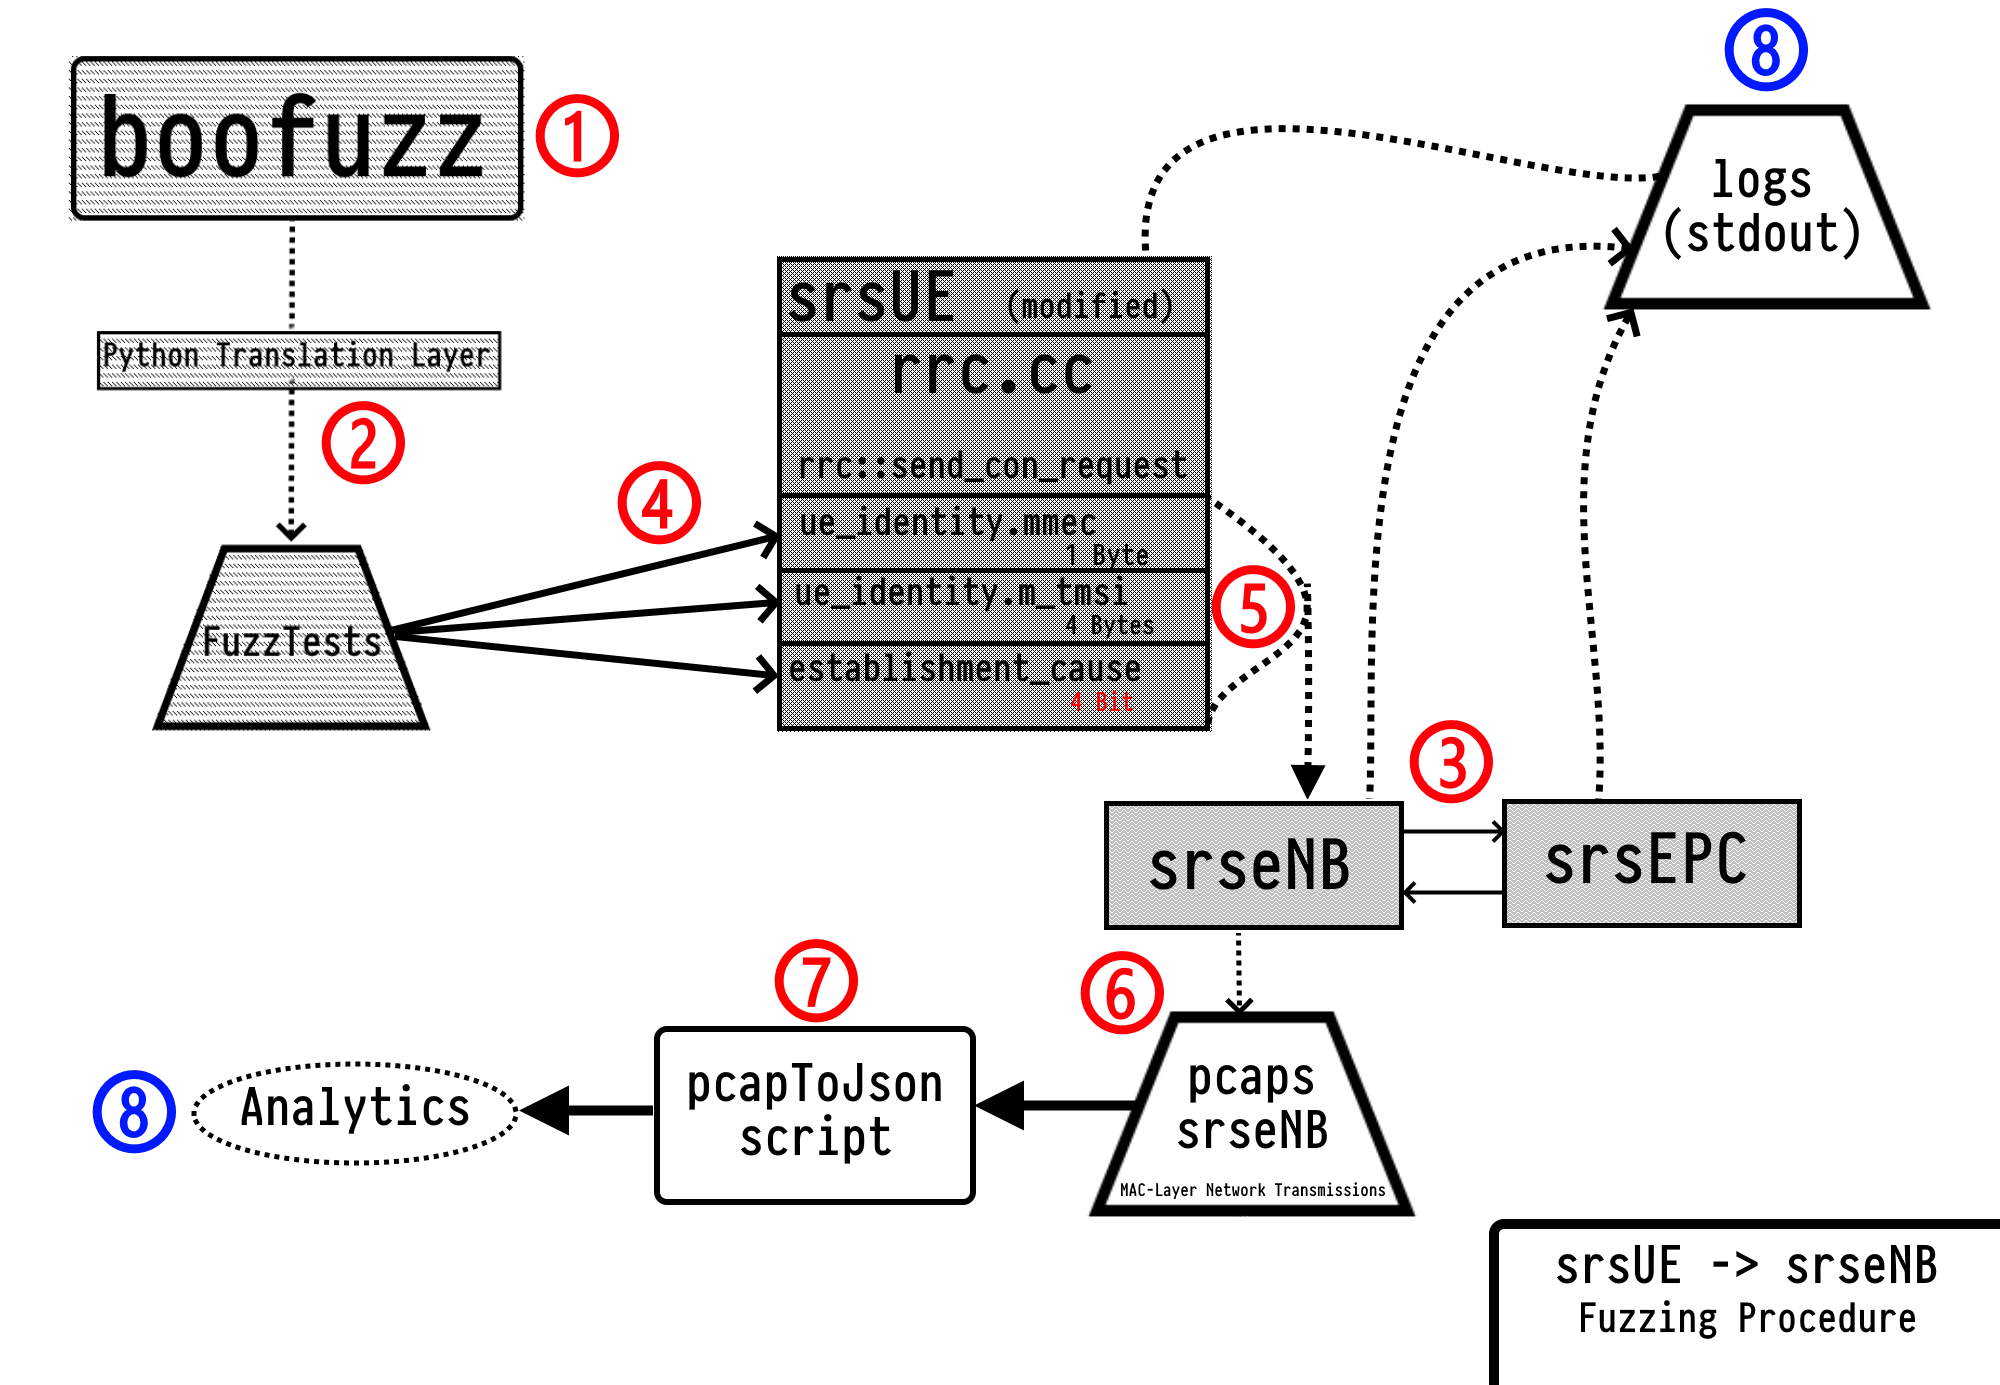 boofuzz
1
Python Translation Layer
2
FuzzTests
4
srsUE (modified)
rrc.cc
rrc::send_con_request
ue_identity.mmec
1 Byte
ue_identity.m_tmsi
4 Bytes
establishment_cause
4 Bit
5
8
logs
(stdout)
3
srseNB
srsEPC
6
pcaps
srseNB
MAC-Layer Network Transmissions
7
pcapToJson
script
Analytics
8
srsUE -> srseNB
Fuzzing Procedure